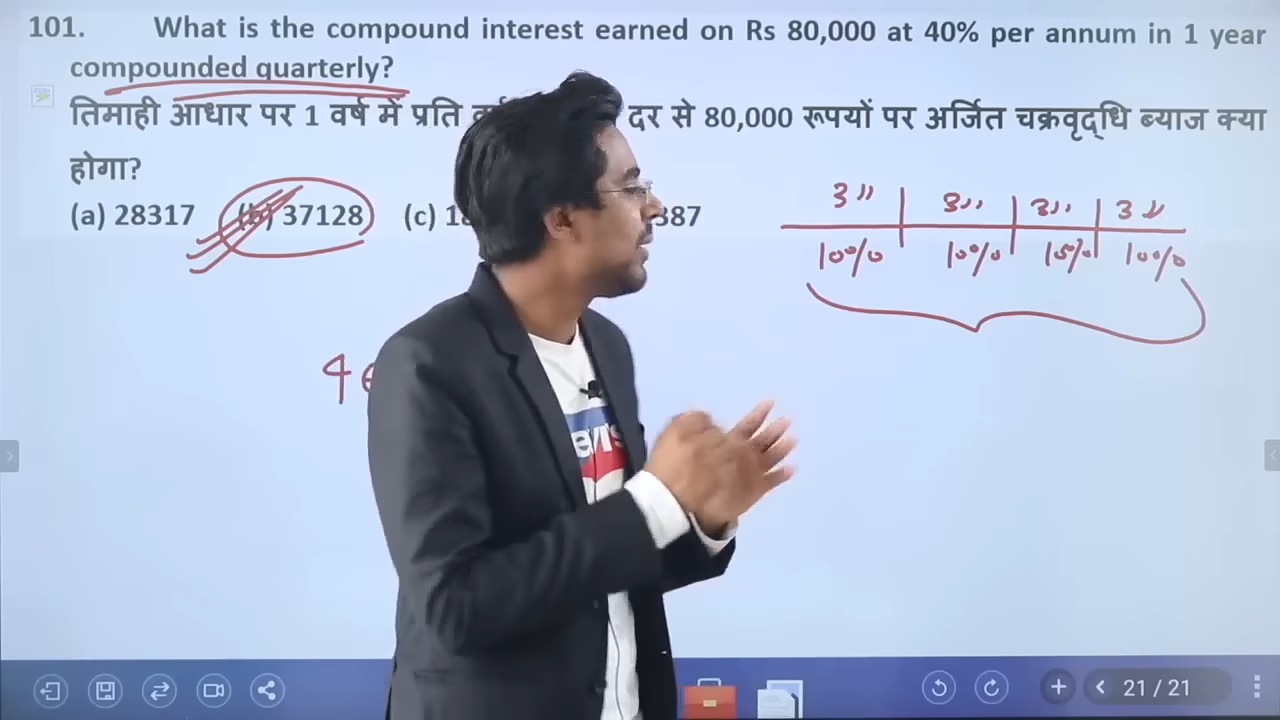 101. What is the compound interest earned on Rs 80,000 at 40% per annum in 1 year
compounded quarterly?
तिमाही आधार पर 1 वर्ष में प्रति दर से 80,000 रूपयों पर अर्जित चक्रवृद्धि ब्याज क्या
होगा?
(a) 28317 (b) 37128 (c) 387
3'' 3'' 3'' 3''
10% 10% 10% 10%
4
21 / 21